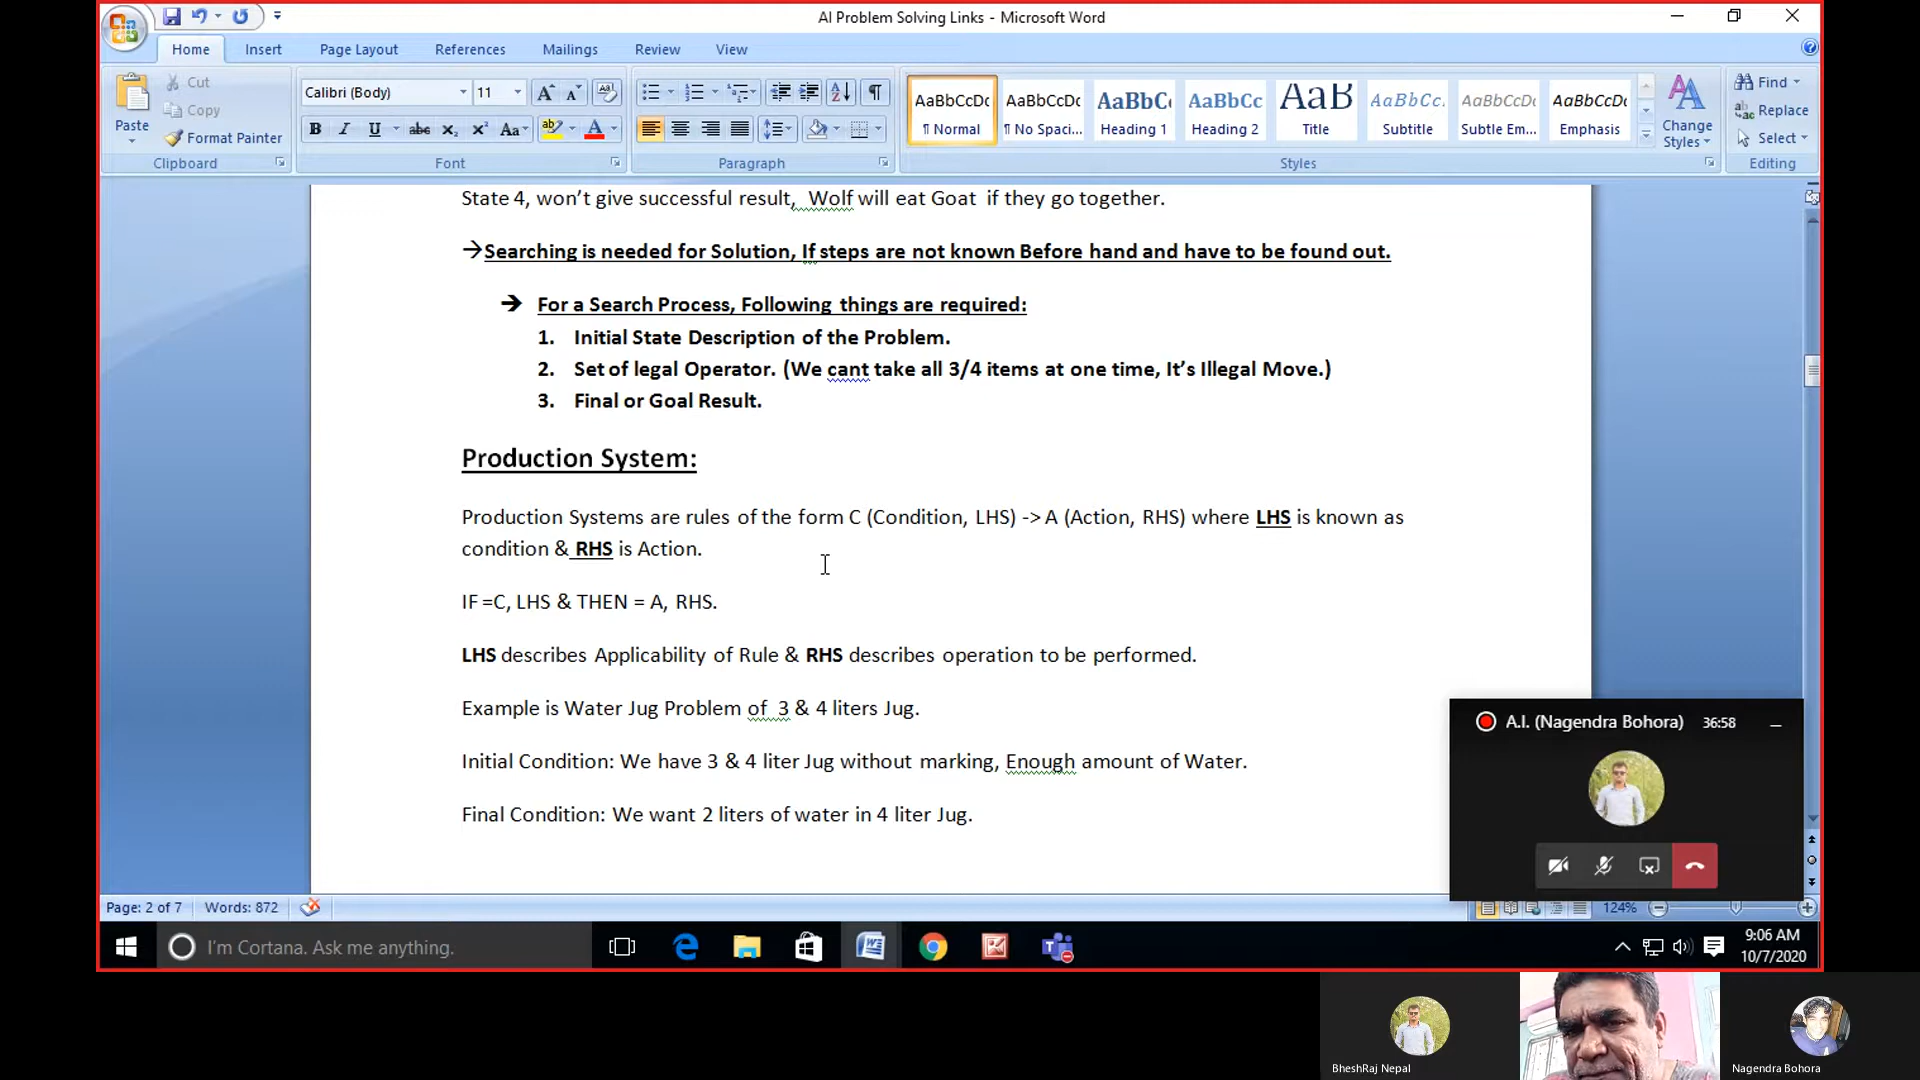 AI Problem Solving Links - Microsoft Word
Home Insert Page Layout References Mailings Review View
Paste
Cut
Copy
Format Painter
Clipboard
Calibri (Body) 11
Font
Paragraph
AaBbCcDc AaBbCcDc AaBbC AaBbCc AaB AaBbCc. AaBbCcDc AaBbCcDc
¶ Normal ¶ No Spaci... Heading 1 Heading 2 Title Subtitle Subtle Em... Emphasis
Change Styles
Styles
Find
Replace
Select
Editing
State 4, won’t give successful result,  Wolf will eat Goat  if they go together.
→Searching is needed for Solution, If steps are not known Before hand and have to be found out.
→ For a Search Process, Following things are required:
1. Initial State Description of the Problem.
2. Set of legal Operator. (We cant take all 3/4 items at one time, It’s Illegal Move.)
3. Final or Goal Result.
Production System:
Production Systems are rules of the form C (Condition, LHS) -> A (Action, RHS) where LHS is known as
condition & RHS is Action.
IF =C, LHS & THEN = A, RHS.
LHS describes Applicability of Rule & RHS describes operation to be performed.
Example is Water Jug Problem of  3 & 4 liters Jug.
Initial Condition: We have 3 & 4 liter Jug without marking, Enough amount of Water.
Final Condition: We want 2 liters of water in 4 liter Jug.
A.I. (Nagendra Bohora) 36:58
Page: 2 of 7 Words: 872
124%
I'm Cortana. Ask me anything.
9:06 AM
10/7/2020
BheshRaj Nepal
Nagendra Bohora